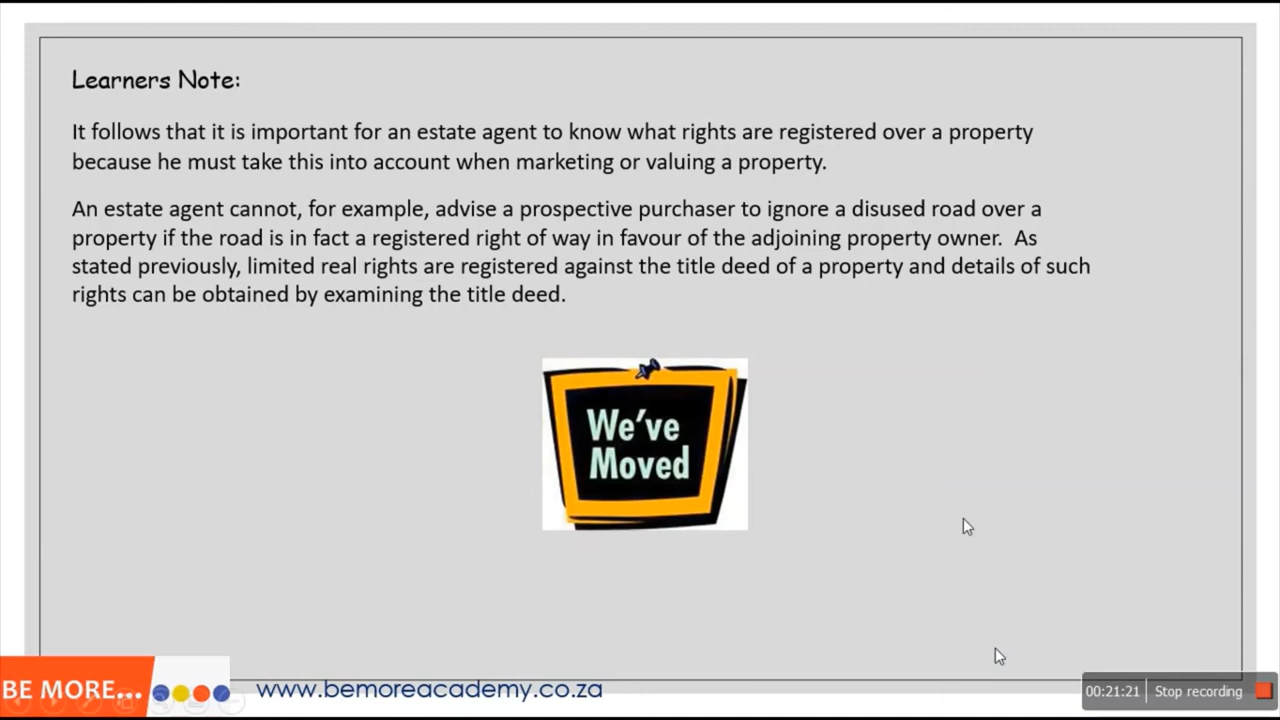 Learners Note:
It follows that it is important for an estate agent to know what rights are registered over a property
because he must take this into account when marketing or valuing a property.
An estate agent cannot, for example, advise a prospective purchaser to ignore a disused road over a
property if the road is in fact a registered right of way in favour of the adjoining property owner.  As
stated previously, limited real rights are registered against the title deed of a property and details of such
rights can be obtained by examining the title deed.
We've
Moved
BE MORE...
www.bemoreacademy.co.za
00:21:21 Stop recording